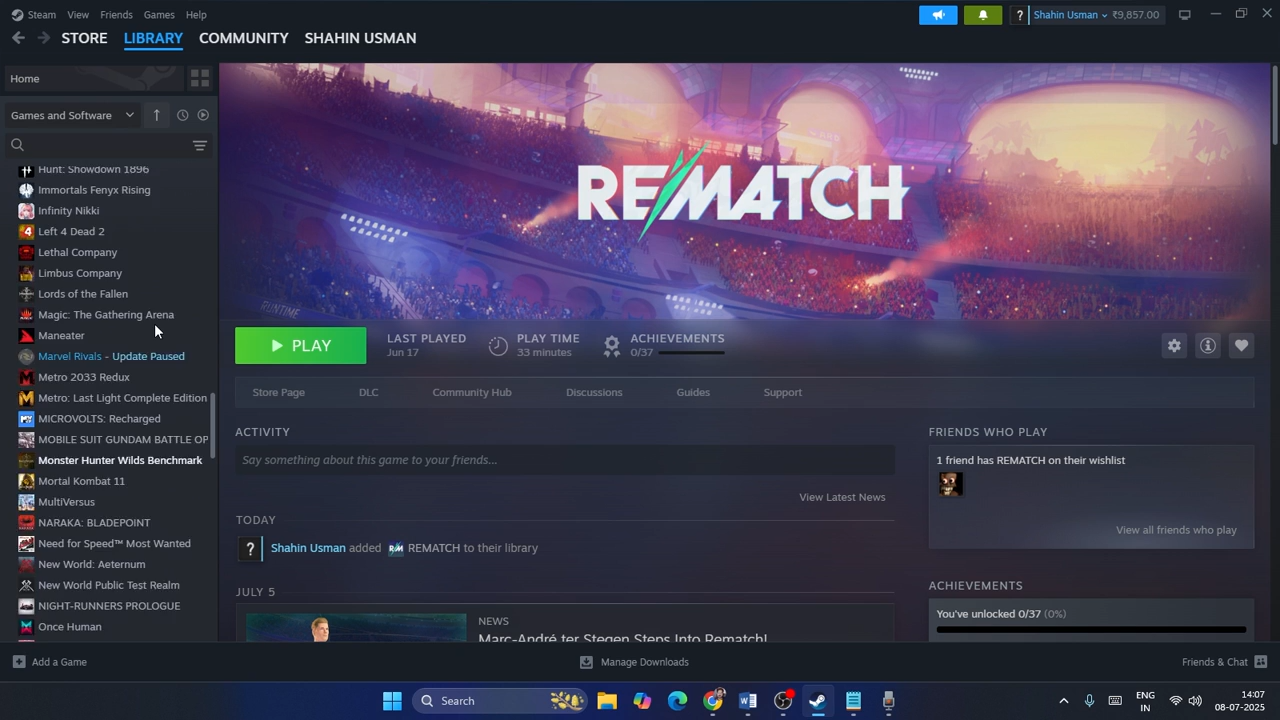 Steam View Friends Games Help
? Shahin Usman ₹9,857.00
STORE LIBRARY COMMUNITY SHAHIN USMAN
Home
Games and Software
Hunt: Showdown 1896
Immortals Fenyx Rising
Infinity Nikki
Left 4 Dead 2
Lethal Company
Limbus Company
Lords of the Fallen
Magic: The Gathering Arena
Maneater
Marvel Rivals - Update Paused
Metro 2033 Redux
Metro: Last Light Complete Edition
MICROVOLTS: Recharged
MOBILE SUIT GUNDAM BATTLE OP
Monster Hunter Wilds Benchmark
Mortal Kombat 11
MultiVersus
NARAKA: BLADEPOINT
Need for Speed™ Most Wanted
New World: Aeternum
New World Public Test Realm
NIGHT-RUNNERS PROLOGUE
Once Human
REMATCH
RUNTIME
PLAY
LAST PLAYED
Jun 17
PLAY TIME
33 minutes
ACHIEVEMENTS
0/37
Store Page DLC Community Hub Discussions Guides Support
ACTIVITY
Say something about this game to your friends...
View Latest News
TODAY
? Shahin Usman added RM REMATCH to their library
JULY 5
NEWS
Marc-André ter Stegen Steps Into Rematch!
FRIENDS WHO PLAY
1 friend has REMATCH on their wishlist
View all friends who play
ACHIEVEMENTS
You've unlocked 0/37 (0%)
Add a Game
Manage Downloads
Friends & Chat
Search
ENG
IN
14:07
08-07-2025